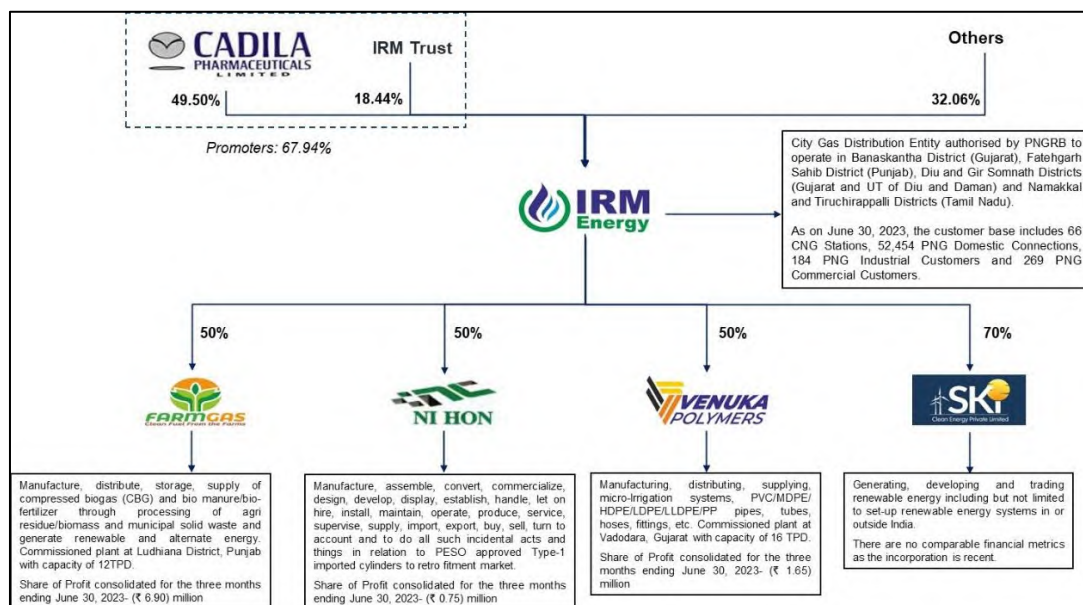 CADILA
PHARMACEUTICALS
LIMITED
IRM Trust
Others
49.50%
18.44%
32.06%
Promoters: 67.94%
IRM
Energy
City Gas Distribution Entity authorised by PNGRB to
operate in Banaskantha District (Gujarat), Fatehgarh
Sahib District (Punjab), Diu and Gir Somnath Districts
(Gujarat and UT of Diu and Daman) and Namakkal
and Tiruchirappalli Districts (Tamil Nadu).
As on June 30, 2023, the customer base includes 66
CNG Stations, 52,454 PNG Domestic Connections,
184 PNG Industrial Customers and 269 PNG
Commercial Customers.
50%
50%
50%
70%
FARMGAS
Clean Fuel From the Farms
NI HON
VENUKA
POLYMERS
SKI
Clean Energy Private Limited
Manufacture, distribute, storage, supply of
compressed biogas (CBG) and bio manure/bio-
fertilizer through processing of agri
residue/biomass and municipal solid waste and
generate renewable and alternate energy.
Commissioned plant at Ludhiana District, Punjab
with capacity of 12TPD.
Share of Profit consolidated for the three months
ending June 30, 2023- (₹ 6.90) million
Manufacture, assemble, convert, commercialize,
design, develop, display, establish, handle, let on
hire, install, maintain, operate, produce, service,
supervise, supply, import, export, buy, sell, turn to
account and to do all such incidental acts and
things in relation to PESO approved Type-1
imported cylinders to retro fitment market.
Share of Profit consolidated for the three months
ending June 30, 2023- (₹ 0.75) million
Manufacturing, distributing, supplying,
micro-Irrigation systems, PVC/MDPE/
HDPE/LDPE/LLDPE/PP pipes, tubes,
hoses, fittings, etc. Commissioned plant at
Vadodara, Gujarat with capacity of 16 TPD.
Share of Profit consolidated for the three
months ending June 30, 2023- (₹ 1.65)
million
Generating, developing and trading
renewable energy including but not limited
to set-up renewable energy systems in or
outside India.
There are no comparable financial metrics
as the incorporation is recent.